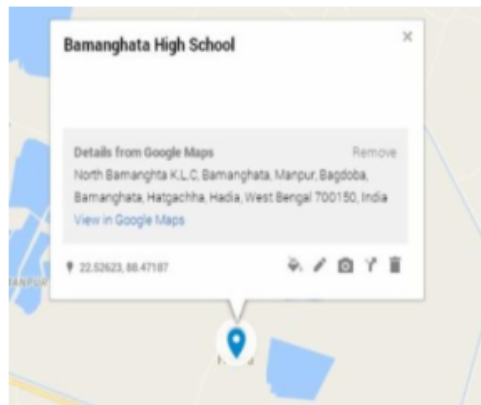 Bamanghata High School
Details from Google Maps Remove
North Bamanghta K.L.C, Bamanghata, Manpur, Bagdoba,
Bamanghata, Hatgachha, Hadia, West Bengal 700150, India
View in Google Maps
22.52623, 88.47187